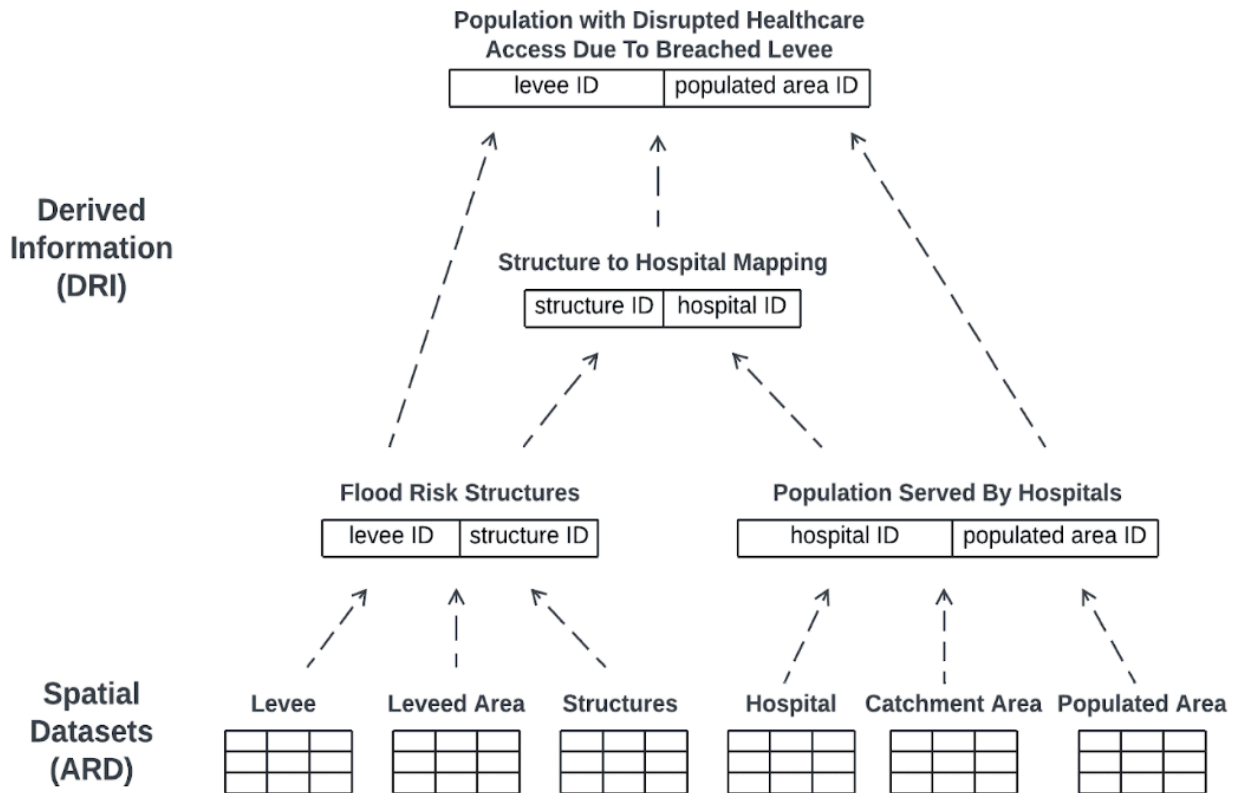 Population with Disrupted Healthcare
Access Due To Breached Levee
levee ID populated area ID
Derived
Information
(DRI)
Structure to Hospital Mapping
structure ID hospital ID
Flood Risk Structures
levee ID structure ID
Population Served By Hospitals
hospital ID populated area ID
Spatial
Datasets
(ARD)
Levee
Leveed Area
Structures
Hospital
Catchment Area
Populated Area